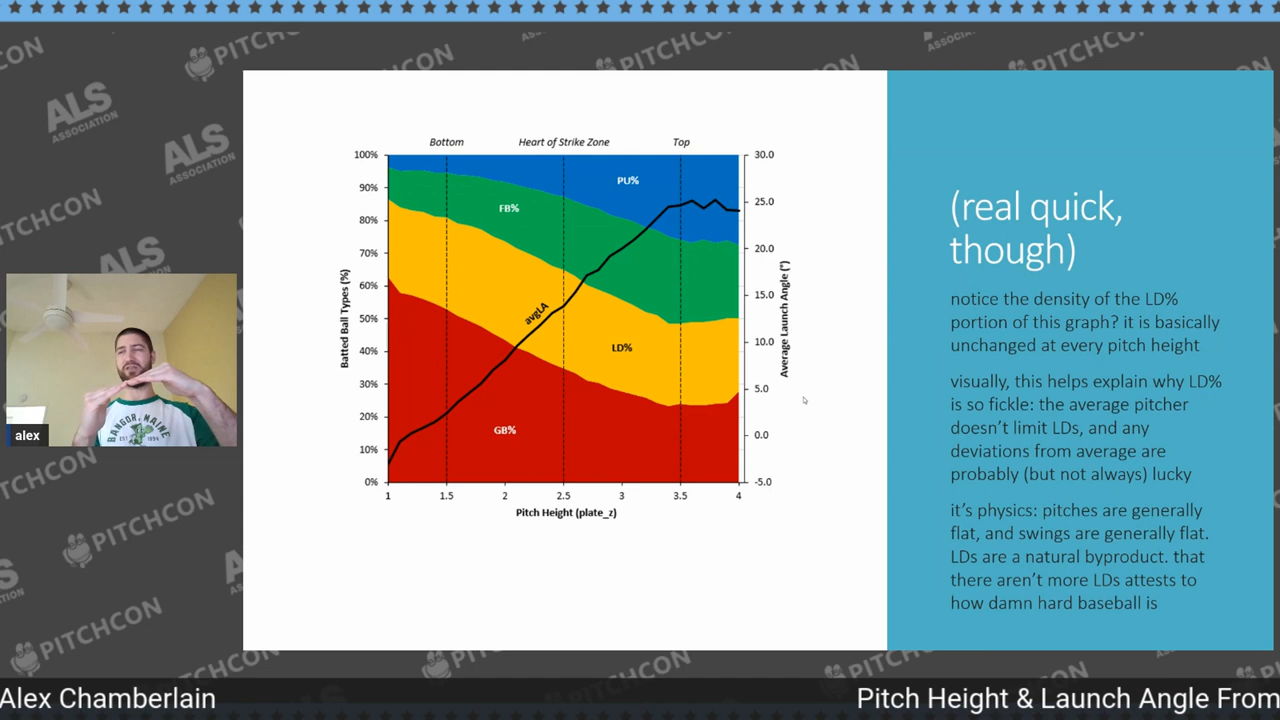 PITCHCON
ALS
ASSOCIATION
(real quick,
though)
notice the density of the LD%
portion of this graph? it is basically
unchanged at every pitch height
visually, this helps explain why LD%
is so fickle: the average pitcher
doesn't limit LDs, and any
deviations from average are
probably (but not always) lucky
it's physics: pitches are generally
flat, and swings are generally flat.
LDs are a natural byproduct. that
there aren't more LDs attests to
how damn hard baseball is
Bottom
Heart of Strike Zone
Top
100%
90%
80%
70%
60%
50%
40%
30%
20%
10%
0%
Batted Ball Types (%)
PU%
FB%
avgLA
LD%
GB%
30.0
25.0
20.0
15.0
10.0
5.0
0.0
-5.0
Average Launch Angle (°)
1
1.5
2
2.5
3
3.5
4
Pitch Height (plate_z)
BANGOR, MAINE
alex
Alex Chamberlain
Pitch Height & Launch Angle From